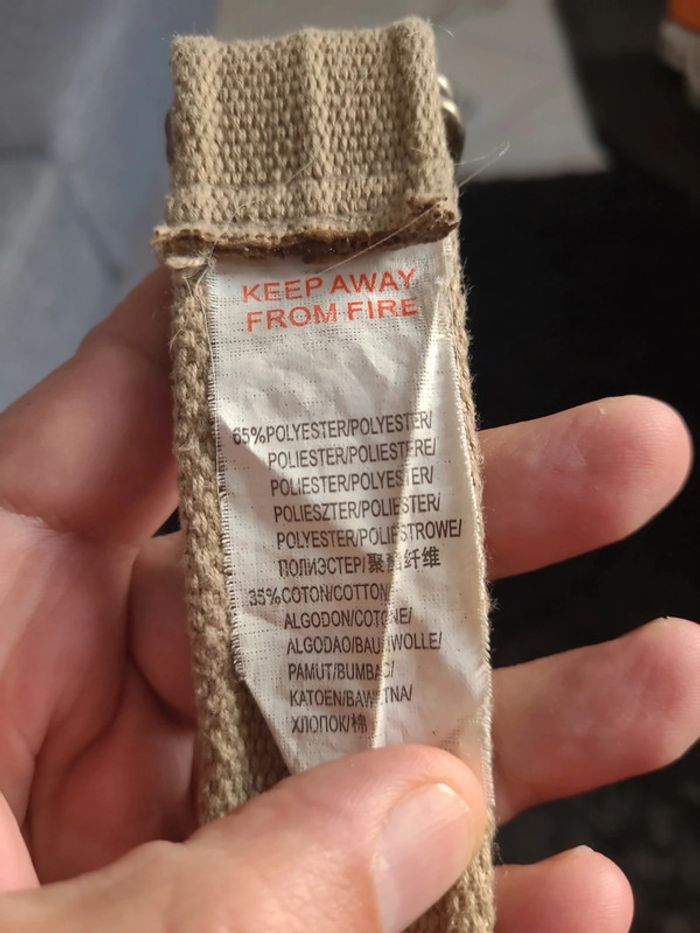 KEEP AWAY
FROM FIRE
65%POLYESTER/POLYESTER/
POLIESTER/POLIESTERE/
POLIESTER/POLYESTER/
POLIESZTER/POLIESTER/
POLYESTER/POLIESTROWE/
ПОЛИЭСТЕР/聚酯纤维
35%COTON/COTTON
ALGODON/COTONE/
ALGODAO/BAUMWOLLE/
PAMUT/BUMBAC/
KATOEN/BAWETNA/
ХЛОПОК/棉